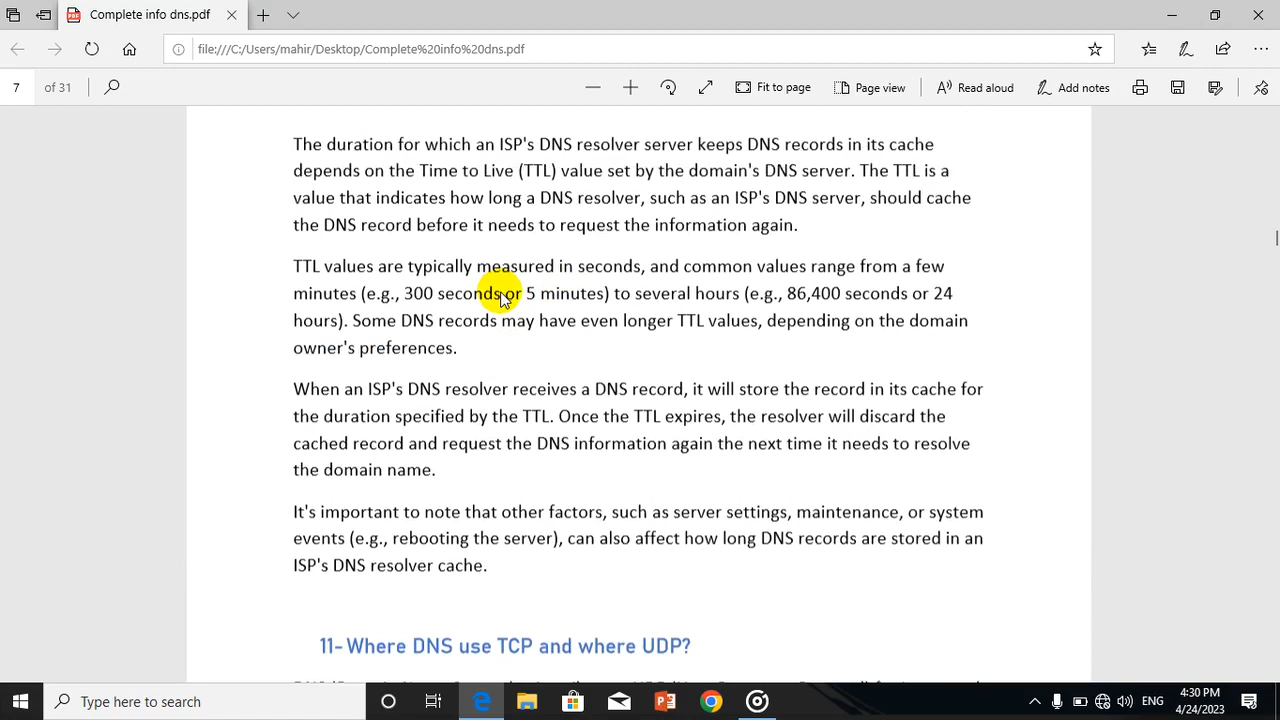 Complete info dns.pdf
file:///C:/Users/mahir/Desktop/Complete%20info%20dns.pdf
7 of 31
Fit to page
Page view
Read aloud
Add notes
The duration for which an ISP's DNS resolver server keeps DNS records in its cache
depends on the Time to Live (TTL) value set by the domain's DNS server. The TTL is a
value that indicates how long a DNS resolver, such as an ISP's DNS server, should cache
the DNS record before it needs to request the information again.
TTL values are typically measured in seconds, and common values range from a few
minutes (e.g., 300 seconds or 5 minutes) to several hours (e.g., 86,400 seconds or 24
hours). Some DNS records may have even longer TTL values, depending on the domain
owner's preferences.
When an ISP's DNS resolver receives a DNS record, it will store the record in its cache for
the duration specified by the TTL. Once the TTL expires, the resolver will discard the
cached record and request the DNS information again the next time it needs to resolve
the domain name.
It's important to note that other factors, such as server settings, maintenance, or system
events (e.g., rebooting the server), can also affect how long DNS records are stored in an
ISP's DNS resolver cache.
11- Where DNS use TCP and where UDP?
Type here to search
ENG
4:30 PM
4/24/2023